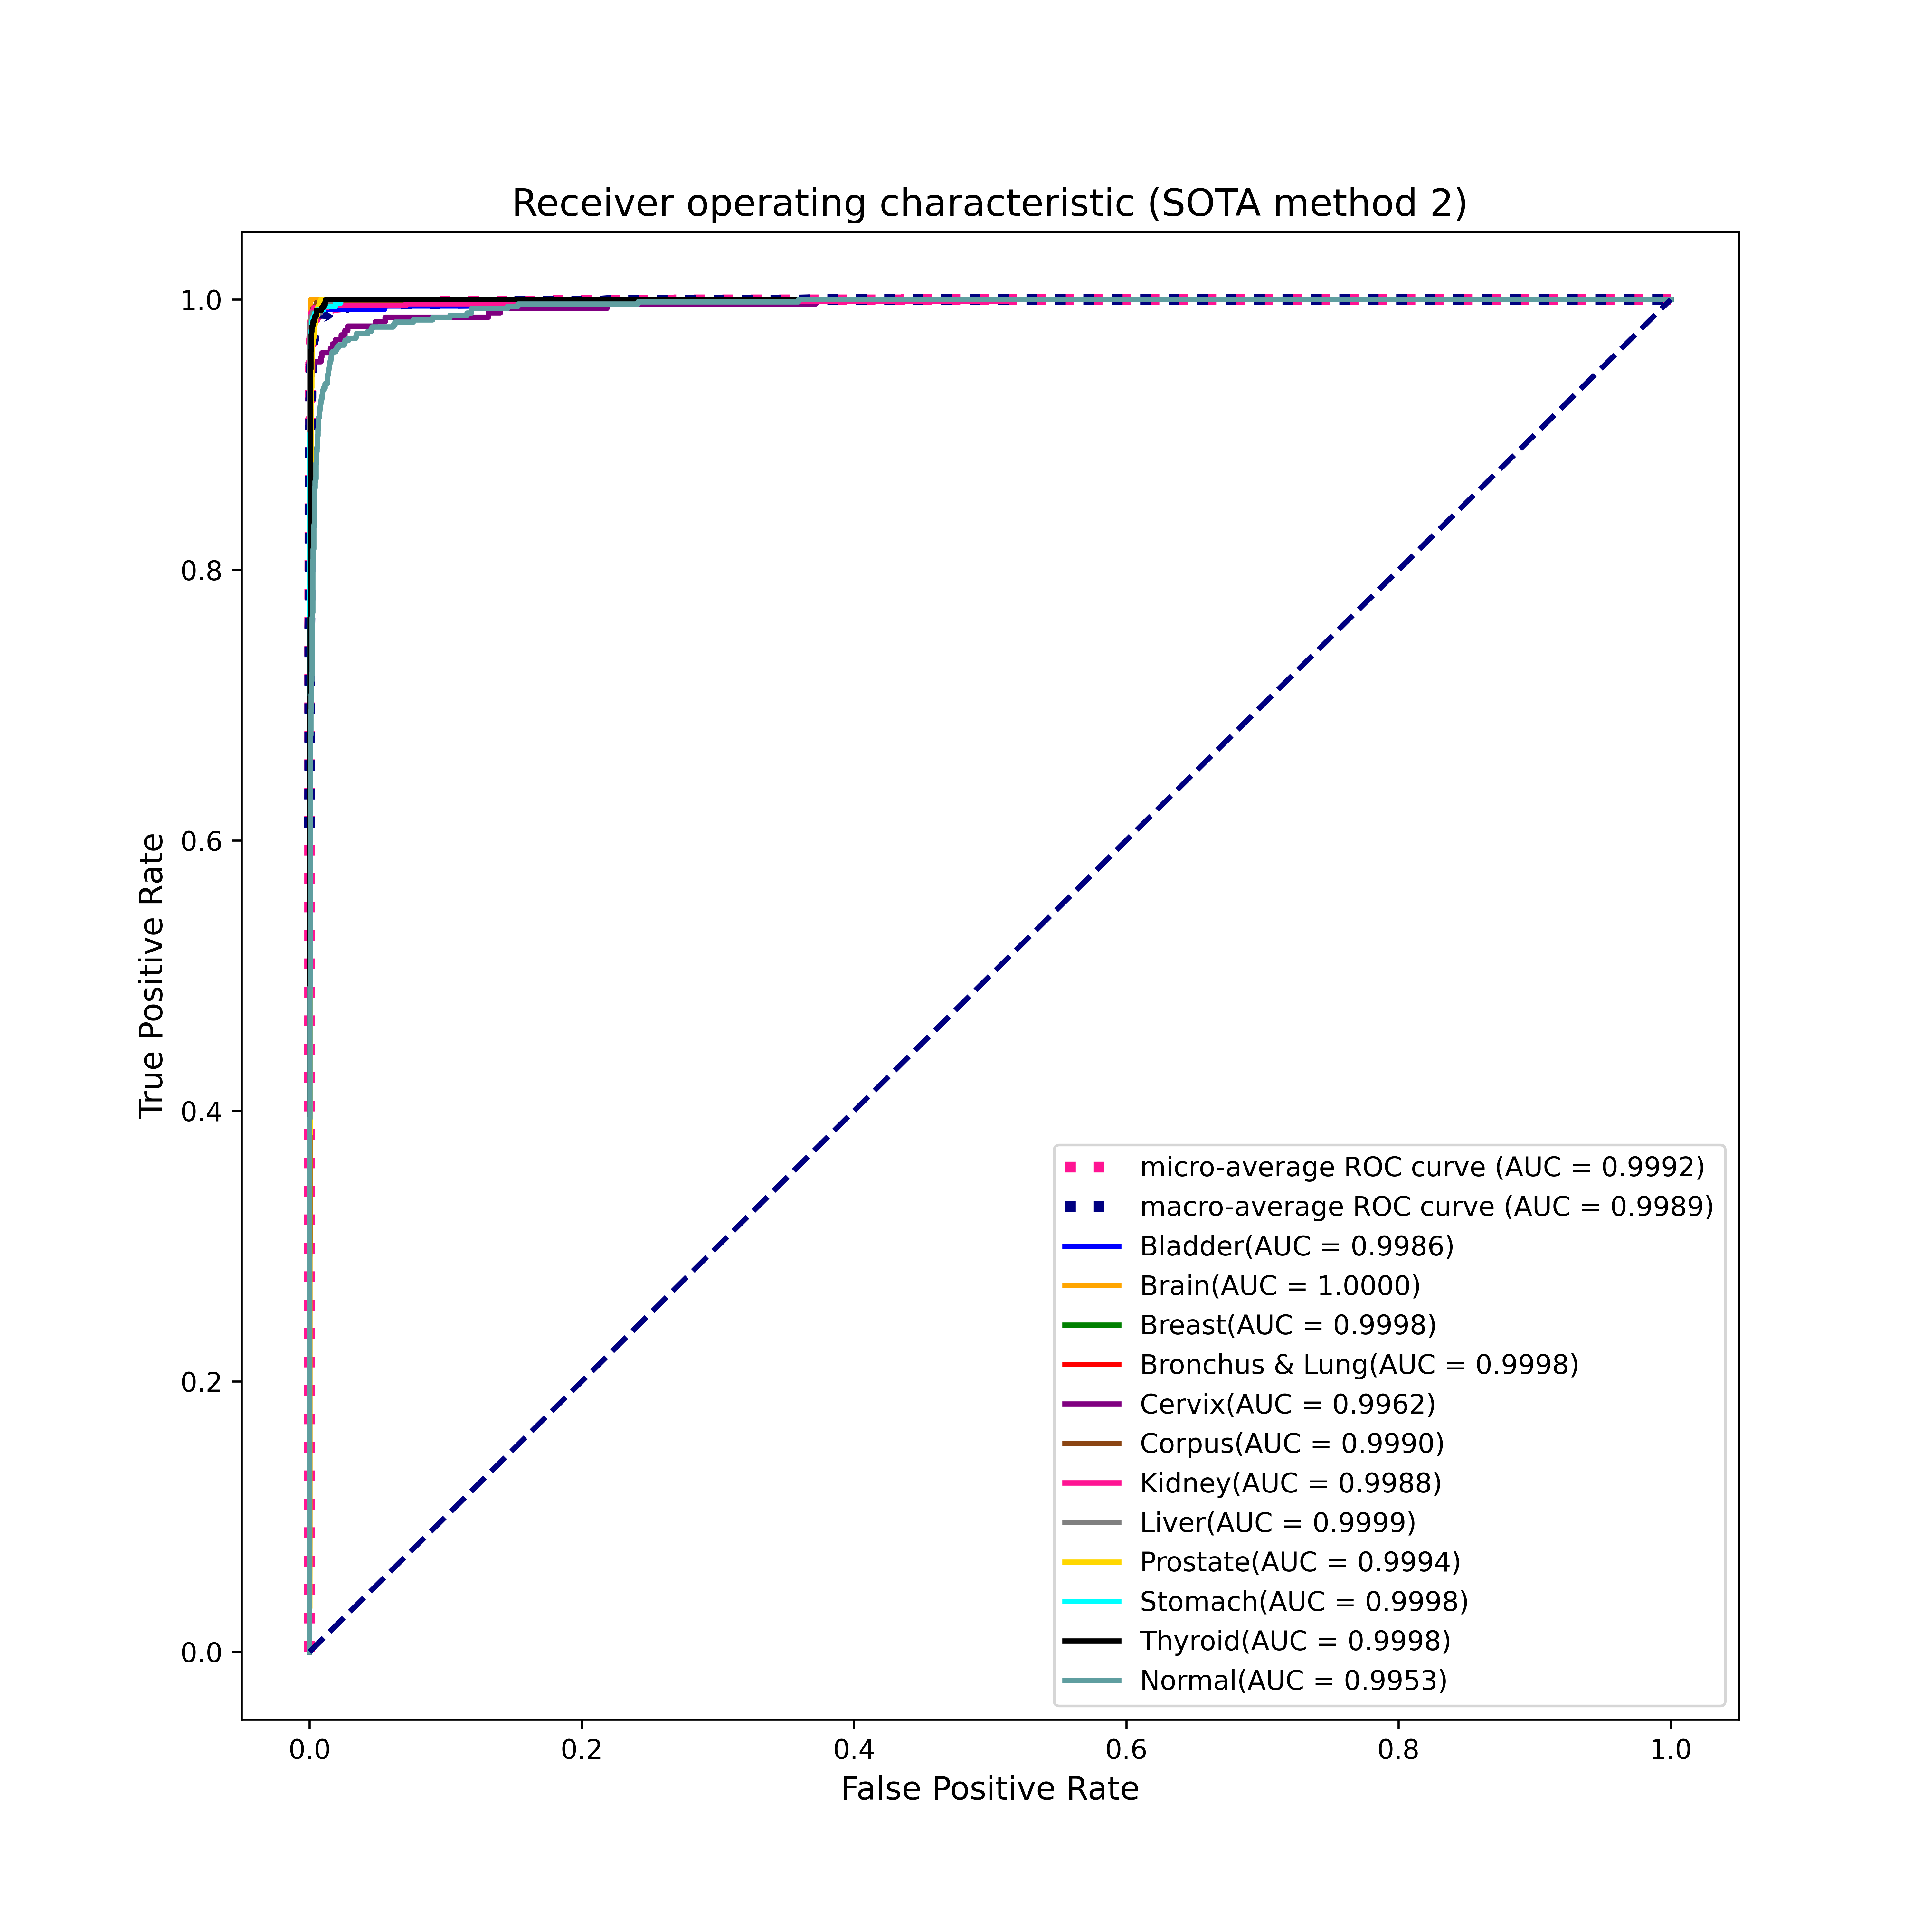 Receiver operating characteristic (SOTA method 2)
True Positive Rate
1.0
0.8
0.6
0.4
0.2
0.0
micro-average ROC curve (AUC = 0.9992)
macro-average ROC curve (AUC = 0.9989)
Bladder(AUC = 0.9986)
Brain(AUC = 1.0000)
Breast(AUC = 0.9998)
Bronchus & Lung(AUC = 0.9998)
Cervix(AUC = 0.9962)
Corpus(AUC = 0.9990)
Kidney(AUC = 0.9988)
Liver(AUC = 0.9999)
Prostate(AUC = 0.9994)
Stomach(AUC = 0.9998)
Thyroid(AUC = 0.9998)
Normal(AUC = 0.9953)
0.0 0.2 0.4 0.6 0.8 1.0
False Positive Rate